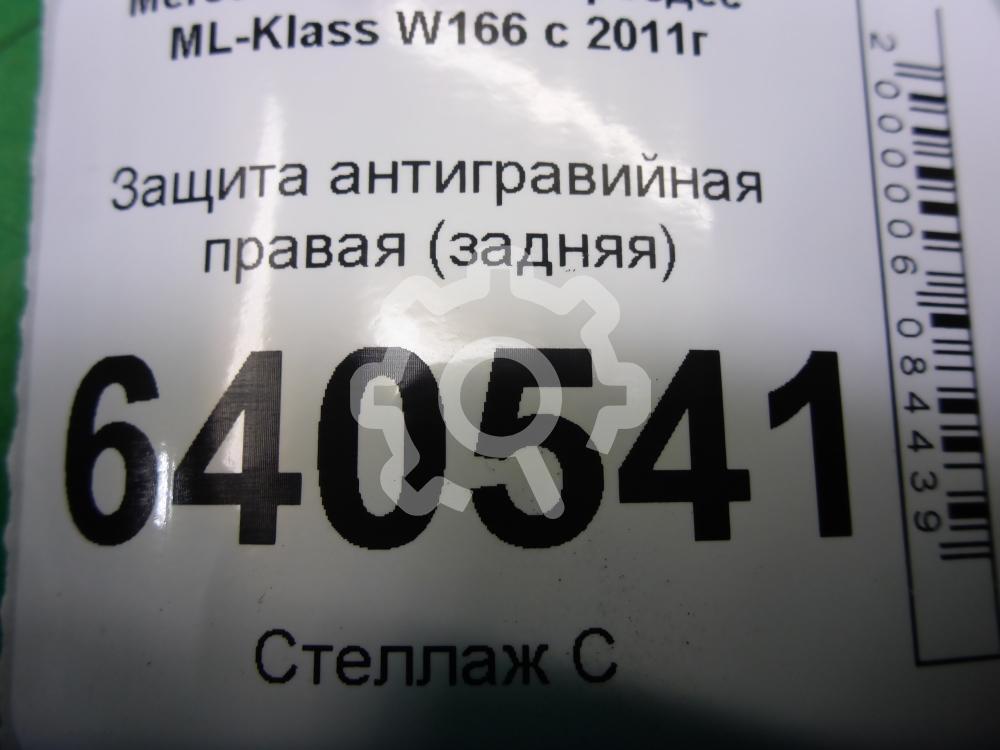 ML-Klass W166 с 2011г
Защита антигравийная
правая (задняя)
640541
Стеллаж С
2000006084439